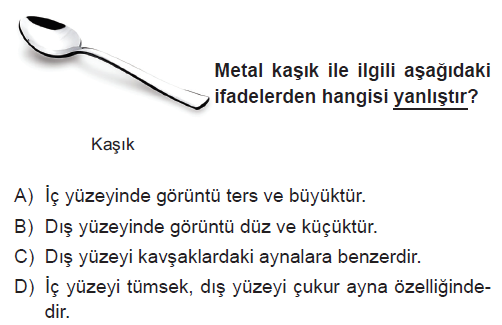 Metal kaşık ile ilgili aşağıdaki
ifadelerden hangisi yanlıştır?
Kaşık
A) İç yüzeyinde görüntü ters ve büyüktür.
B) Dış yüzeyinde görüntü düz ve küçüktür.
C) Dış yüzeyi kavşaklardaki aynalara benzerdir.
D) İç yüzeyi tümsek, dış yüzeyi çukur ayna özelliğinde-
dir.